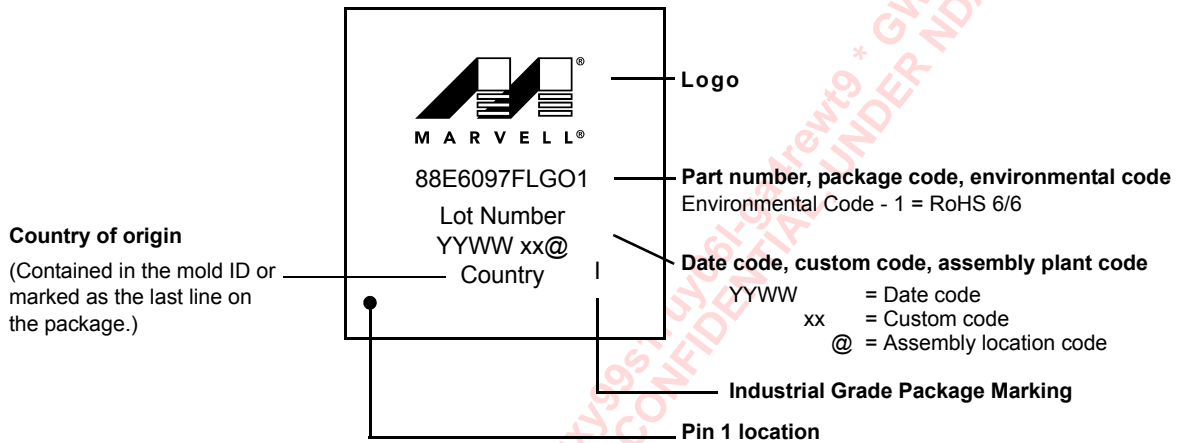 MARVELL®
®
Logo
88E6097FLGO1
Part number, package code, environmental code
Environmental Code - 1 = RoHS 6/6
Lot Number
YYWW xx@
Country
I
Country of origin
(Contained in the mold ID or
marked as the last line on
the package.)
Date code, custom code, assembly plant code
YYWW = Date code
xx = Custom code
@ = Assembly location code
Industrial Grade Package Marking
Pin 1 location
CONFIDENTIAL, UNDER NDA